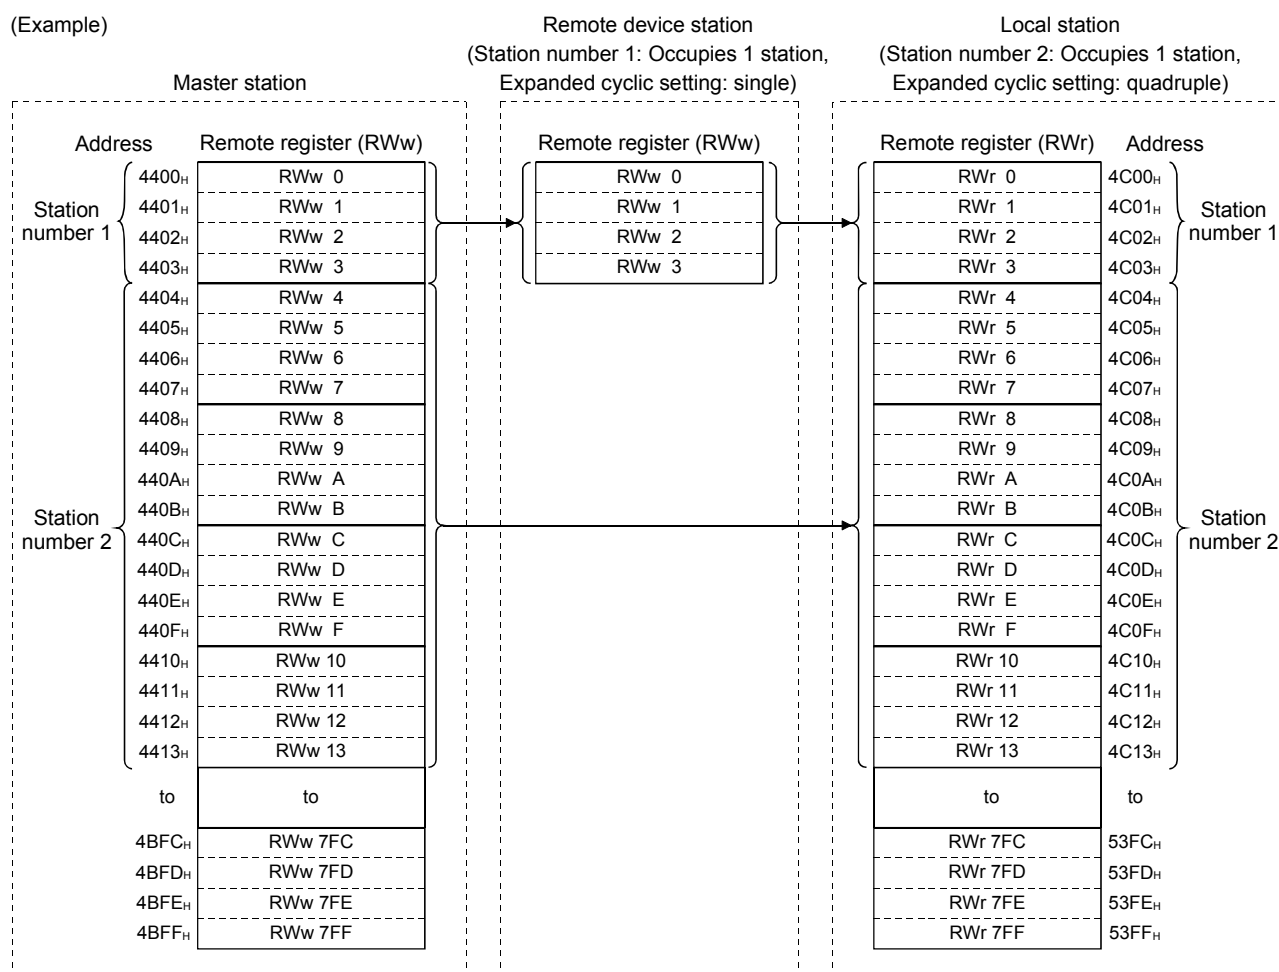 (Example)
Remote device station
(Station number 1: Occupies 1 station,
Expanded cyclic setting: single)
Local station
(Station number 2: Occupies 1 station,
Expanded cyclic setting: quadruple)
Master station
Address Remote register (RWw) Remote register (RWw) Remote register (RWr) Address
4400H RWw 0 RWw 0 RWr 0 4C00H
Station number 1
4401H RWw 1 RWw 1 RWr 1 4C01H
Station number 1
4402H RWw 2 RWw 2 RWr 2 4C02H
4403H RWw 3 RWw 3 RWr 3 4C03H
4404H RWw 4 RWr 4 4C04H
4405H RWw 5 RWr 5 4C05H
4406H RWw 6 RWr 6 4C06H
4407H RWw 7 RWr 7 4C07H
4408H RWw 8 RWr 8 4C08H
4409H RWw 9 RWr 9 4C09H
440AH RWw A RWr A 4C0AH
440BH RWw B RWr B 4C0BH
Station number 2
440CH RWw C RWr C 4C0CH
Station number 2
440DH RWw D RWr D 4C0DH
440EH RWw E RWr E 4C0EH
440FH RWw F RWr F 4C0FH
4410H RWw 10 RWr 10 4C10H
4411H RWw 11 RWr 11 4C11H
4412H RWw 12 RWr 12 4C12H
4413H RWw 13 RWr 13 4C13H
to to to to
4BFCH RWw 7FC RWr 7FC 53FCH
4BFDH RWw 7FD RWr 7FD 53FDH
4BFEH RWw 7FE RWr 7FE 53FEH
4BFFH RWw 7FF RWr 7FF 53FFH